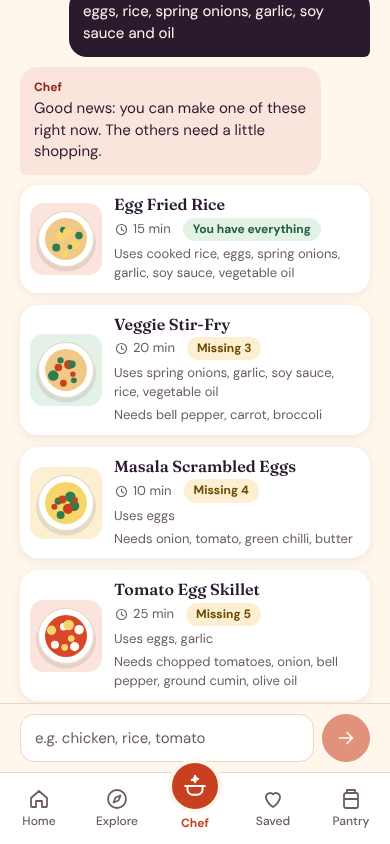 eggs, rice, spring onions, garlic, soy
sauce and oil
Chef
Good news: you can make one of these
right now. The others need a little
shopping.
Egg Fried Rice
15 min
You have everything
Uses cooked rice, eggs, spring onions,
garlic, soy sauce, vegetable oil
Veggie Stir-Fry
20 min
Missing 3
Uses spring onions, garlic, soy sauce,
rice, vegetable oil
Needs bell pepper, carrot, broccoli
Masala Scrambled Eggs
10 min
Missing 4
Uses eggs
Needs onion, tomato, green chilli, butter
Tomato Egg Skillet
25 min
Missing 5
Uses eggs, garlic
Needs chopped tomatoes, onion, bell
pepper, ground cumin, olive oil
e.g. chicken, rice, tomato
Home
Explore
Chef
Saved
Pantry